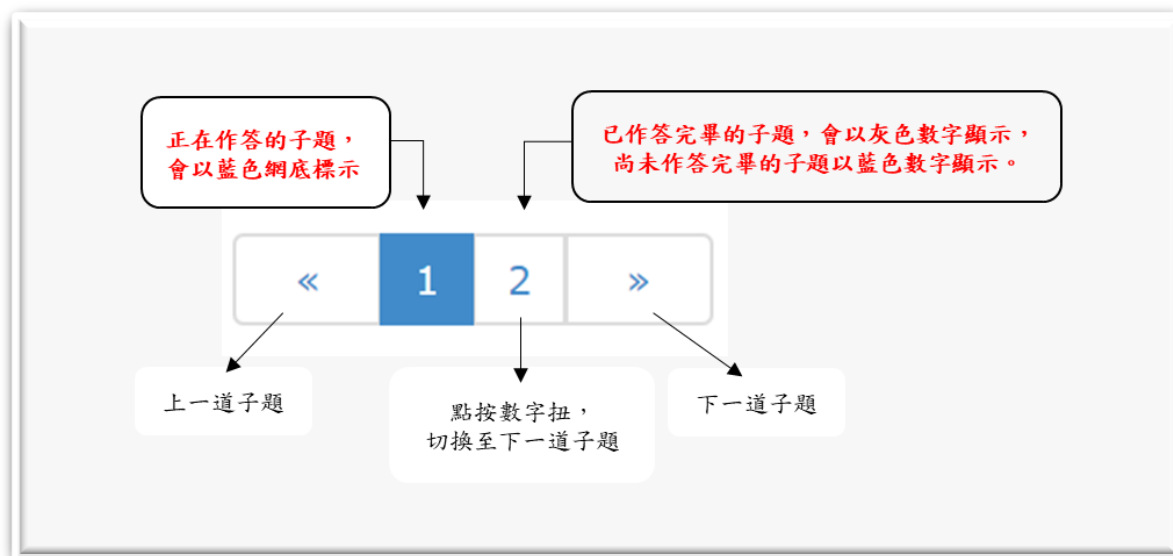 正在作答的子題，
會以藍色網底標示
已作答完畢的子題，會以灰色數字顯示，
尚未作答完畢的子題以藍色數字顯示。
« 1 2 »
上一道子題
點按數字扭，
切換至下一道子題
下一道子題